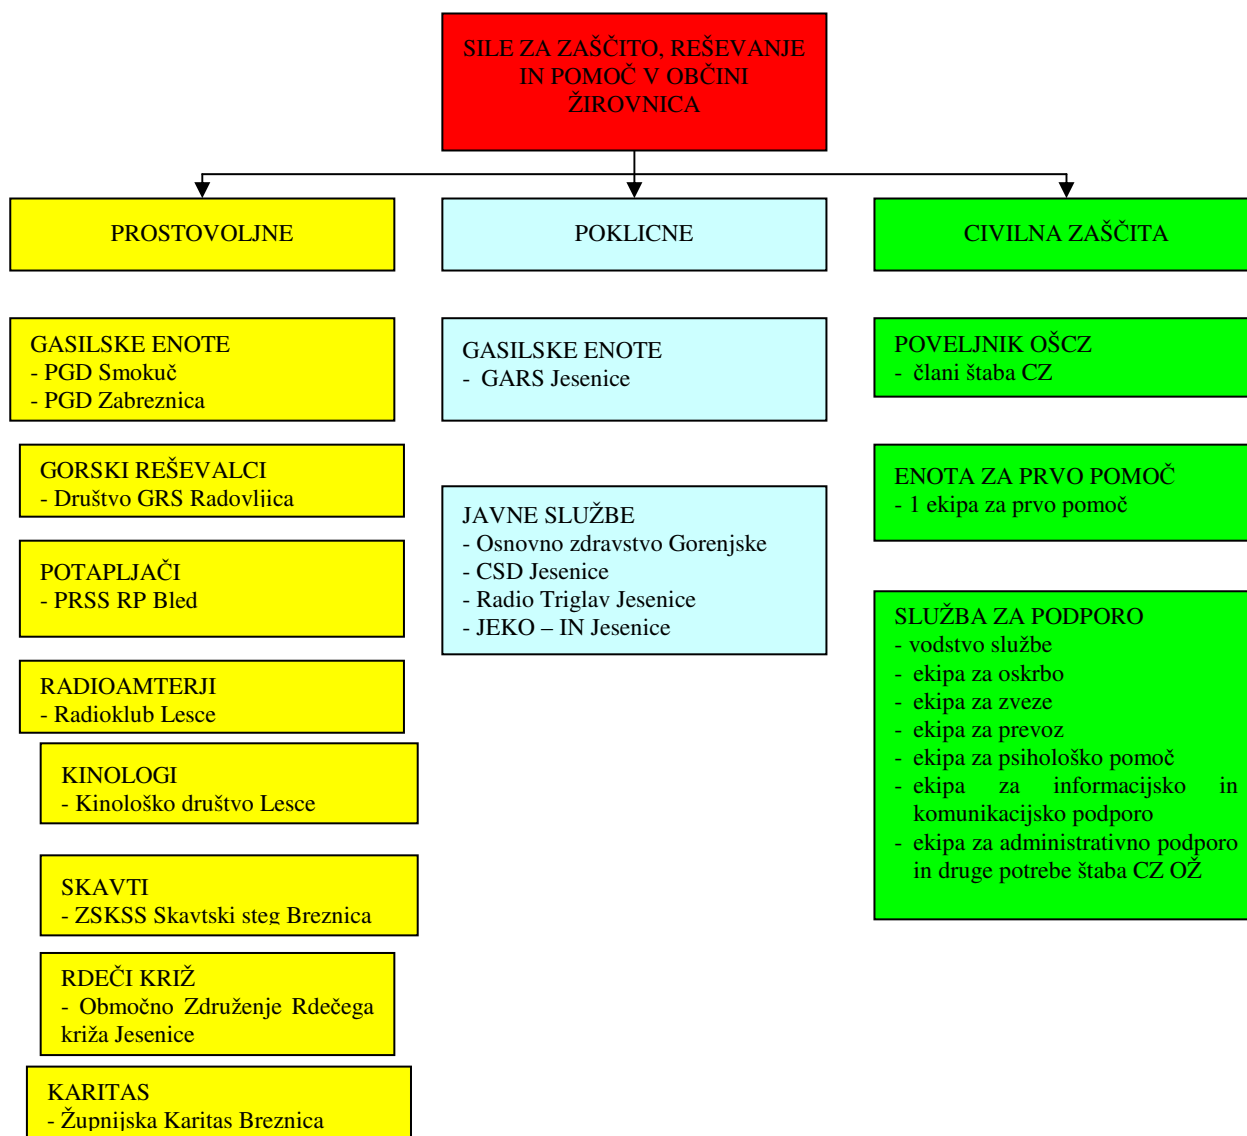 SILE ZA ZAŠČITO, REŠEVANJE
IN POMOČ V OBČINI
ŽIROVNICA
PROSTOVOLJNE
POKLICNE
CIVILNA ZAŠČITA
GASILSKE ENOTE
- PGD Smokuč
- PGD Zabreznica
GORSKI REŠEVALCI
- Društvo GRS Radovljica
POTAPLJAČI
- PRSS RP Bled
RADIOAMTERJI
- Radioklub Lesce
KINOLOGI
- Kinološko društvo Lesce
SKAVTI
- ZSKSS Skavtski steg Breznica
RDEČI KRIŽ
- Območno Združenje Rdečega
križa Jesenice
KARITAS
- Župnijska Karitas Breznica
GASILSKE ENOTE
- GARS Jesenice
JAVNE SLUŽBE
- Osnovno zdravstvo Gorenjske
- CSD Jesenice
- Radio Triglav Jesenice
- JEKO – IN Jesenice
POVELJNIK OŠCZ
- člani štaba CZ
ENOTA ZA PRVO POMOČ
- 1 ekipa za prvo pomoč
SLUŽBA ZA PODPORO
- vodstvo službe
- ekipa za oskrbo
- ekipa za zveze
- ekipa za prevoz
- ekipa za psihološko pomoč
- ekipa za informacijsko in
komunikacijsko podporo
- ekipa za administrativno podporo
in druge potrebe štaba CZ OŽ